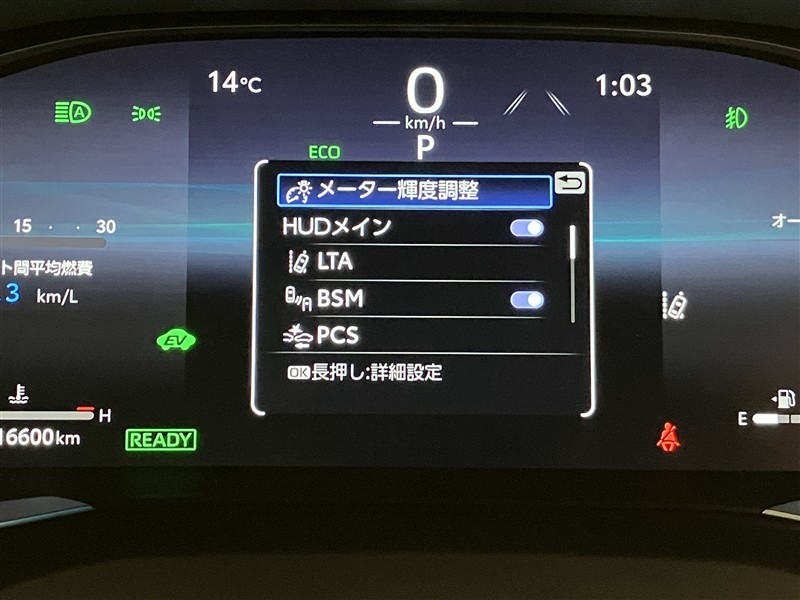 14℃
0
km/h
1:03
A
ECO
P
メーター輝度調整
HUDメイン
LTA
BSM
PCS
OK長押し:詳細設定
15
30
ト間平均燃費
.3 km/L
オー
EV
H
16600km
READY
E